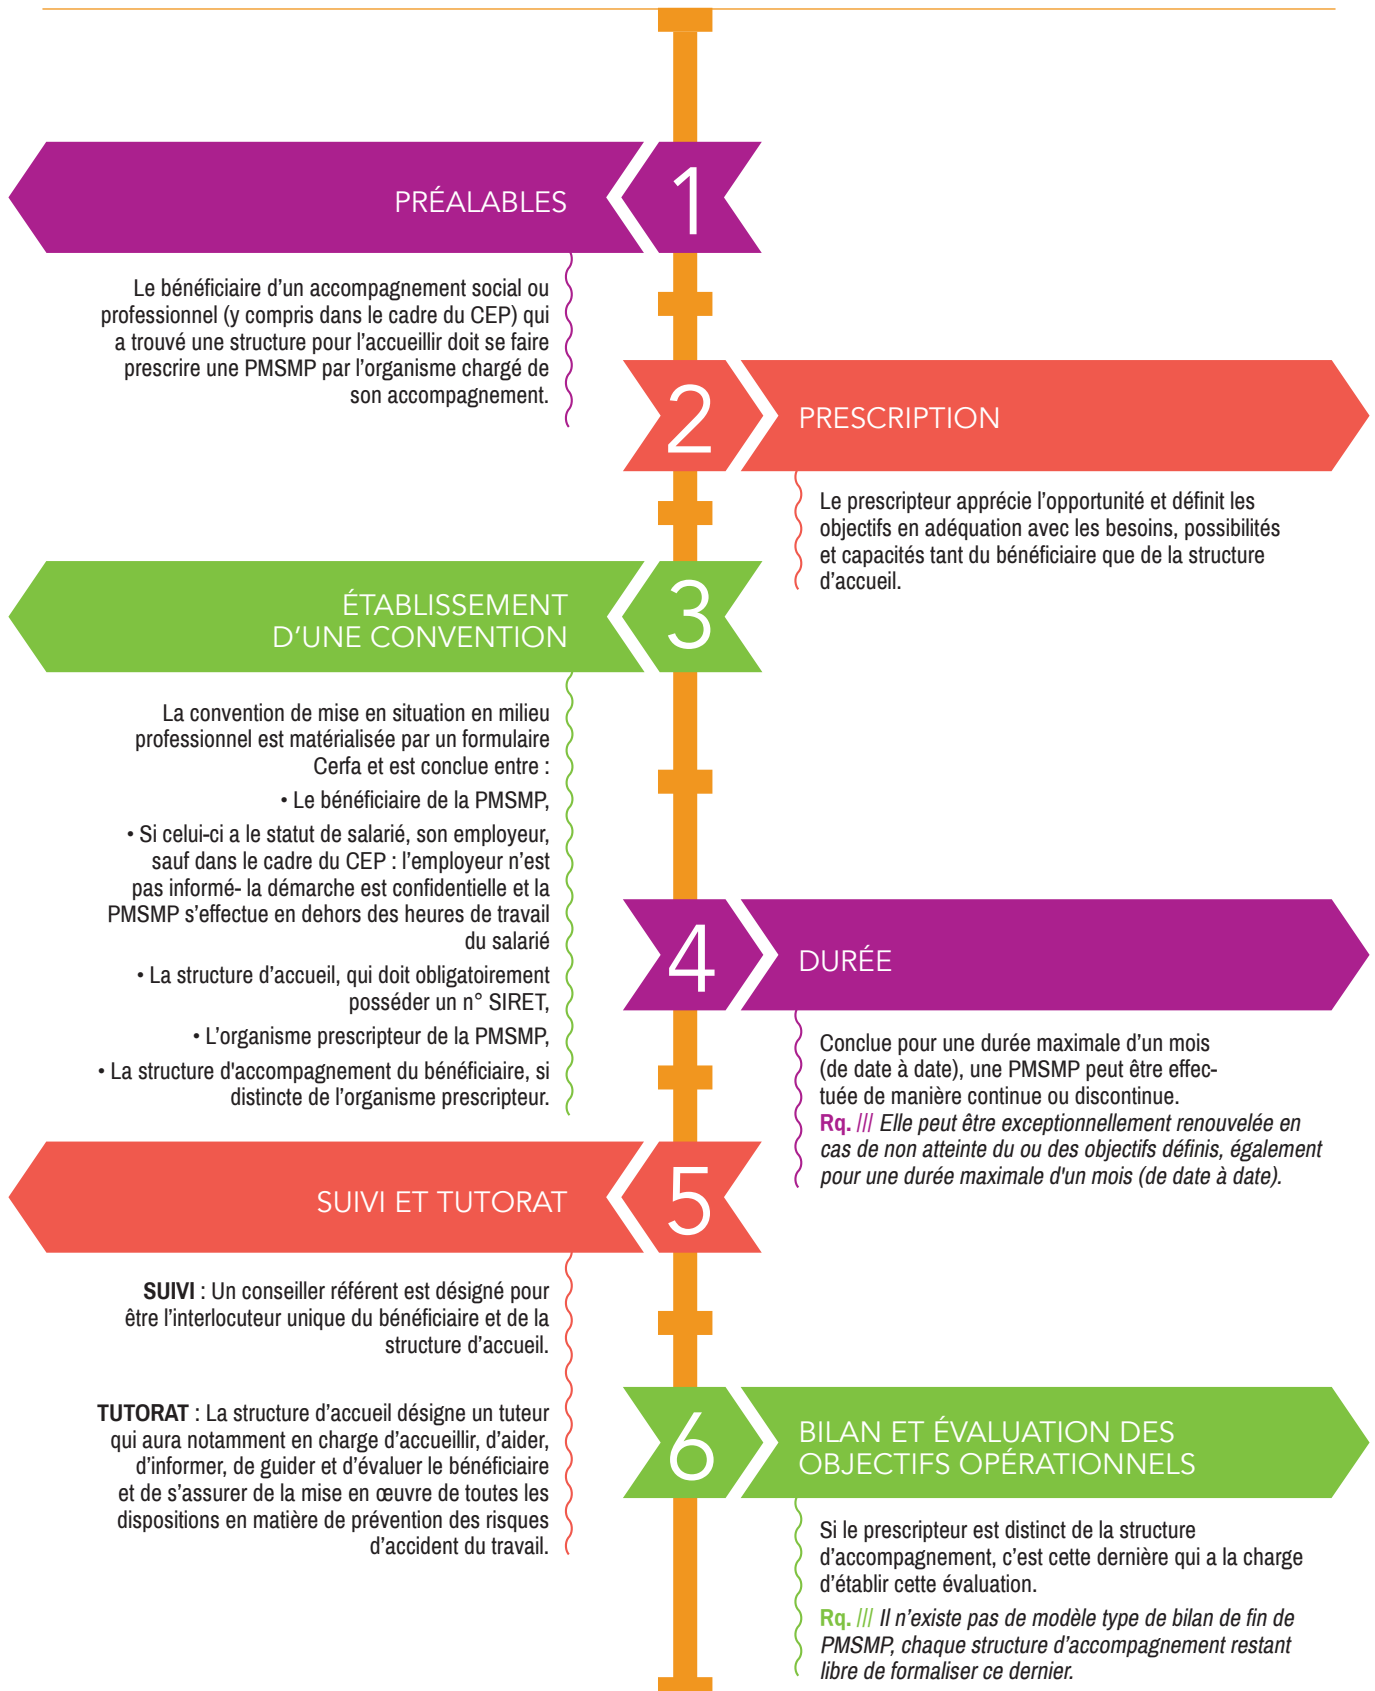 1
PRÉALABLES
Le bénéficiaire d’un accompagnement social ou
professionnel (y compris dans le cadre du CEP) qui
a trouvé une structure pour l’accueillir doit se faire
prescrire une PMSMP par l’organisme chargé de
son accompagnement.
2
PRESCRIPTION
Le prescripteur apprécie l’opportunité et définit les
objectifs en adéquation avec les besoins, possibilités
et capacités tant du bénéficiaire que de la structure
d’accueil.
3
ÉTABLISSEMENT
D’UNE CONVENTION
La convention de mise en situation en milieu
professionnel est matérialisée par un formulaire
Cerfa et est conclue entre :
• Le bénéficiaire de la PMSMP,
• Si celui-ci a le statut de salarié, son employeur,
sauf dans le cadre du CEP : l’employeur n’est
pas informé- la démarche est confidentielle et la
PMSMP s’effectue en dehors des heures de travail
du salarié
• La structure d’accueil, qui doit obligatoirement
posséder un n° SIRET,
• L’organisme prescripteur de la PMSMP,
• La structure d'accompagnement du bénéficiaire, si
distincte de l’organisme prescripteur.
4
DURÉE
Conclue pour une durée maximale d’un mois
(de date à date), une PMSMP peut être effec-
tuée de manière continue ou discontinue.
Rq. /// Elle peut être exceptionnellement renouvelée en
cas de non atteinte du ou des objectifs définis, également
pour une durée maximale d'un mois (de date à date).
5
SUIVI ET TUTORAT
SUIVI : Un conseiller référent est désigné pour
être l’interlocuteur unique du bénéficiaire et de la
structure d’accueil.
TUTORAT : La structure d’accueil désigne un tuteur
qui aura notamment en charge d’accueillir, d’aider,
d’informer, de guider et d’évaluer le bénéficiaire
et de s’assurer de la mise en œuvre de toutes les
dispositions en matière de prévention des risques
d’accident du travail.
6
BILAN ET ÉVALUATION DES
OBJECTIFS OPÉRATIONNELS
Si le prescripteur est distinct de la structure
d’accompagnement, c’est cette dernière qui a la charge
d’établir cette évaluation.
Rq. /// Il n’existe pas de modèle type de bilan de fin de
PMSMP, chaque structure d’accompagnement restant
libre de formaliser ce dernier.